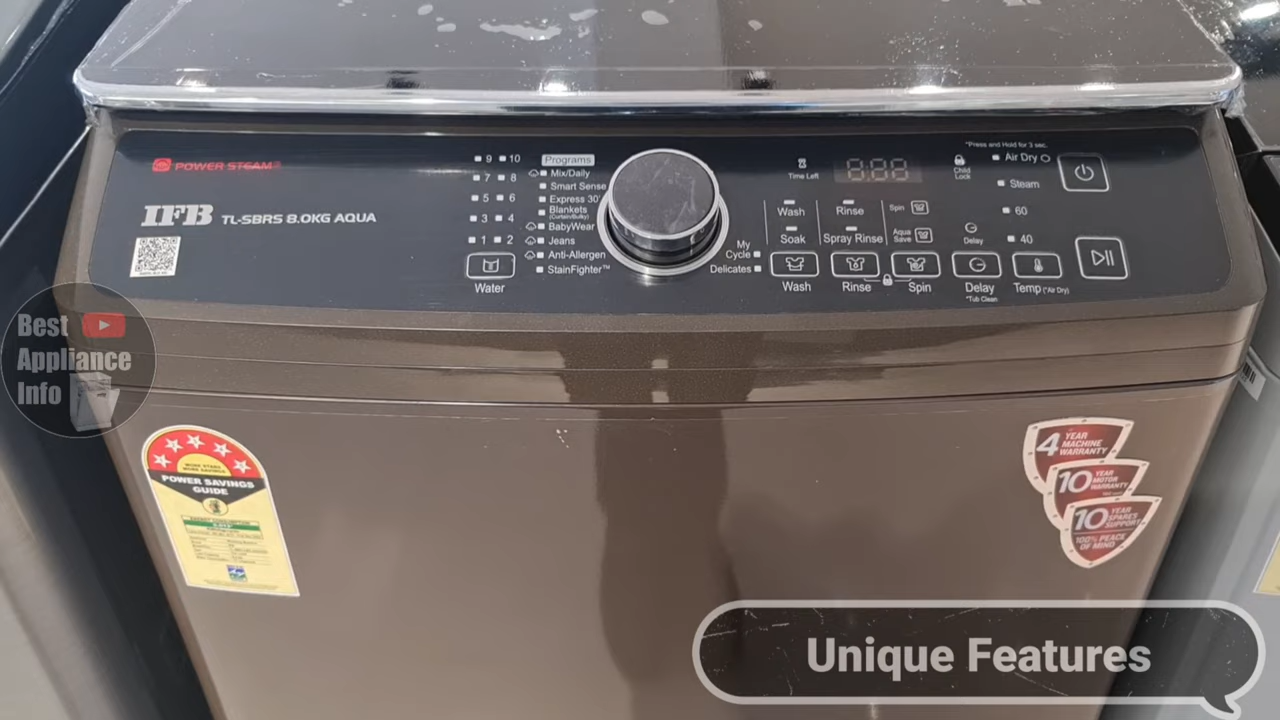 POWER STEAM
IFB TL-SBRS 8.0KG AQUA
9 10
7 8
5 6
3 4
1 2
Water
Programs
Mix/Daily
Smart Sense
Express 30'
Blankets
(Curtain/Bulky)
BabyWear
Jeans
Anti-Allergen
StainFighter™
My
Cycle
Delicates
Time Left
8:88
Child
Lock
*Press and Hold for 3 sec.
Air Dry
Steam
60
40
Wash
Soak
Rinse
Spray Rinse
Spin
Aqua
Save
Delay
Wash
Rinse
Spin
Delay
*Tub Clean
Temp (*Air Dry)
Best
Appliance
Info
MORE STARS
MORE SAVINGS
POWER SAVINGS
GUIDE
4 YEAR
MACHINE
WARRANTY
10 YEAR
MOTOR
WARRANTY
10 YEAR
SPARES
SUPPORT
100% PEACE
OF MIND
Unique Features